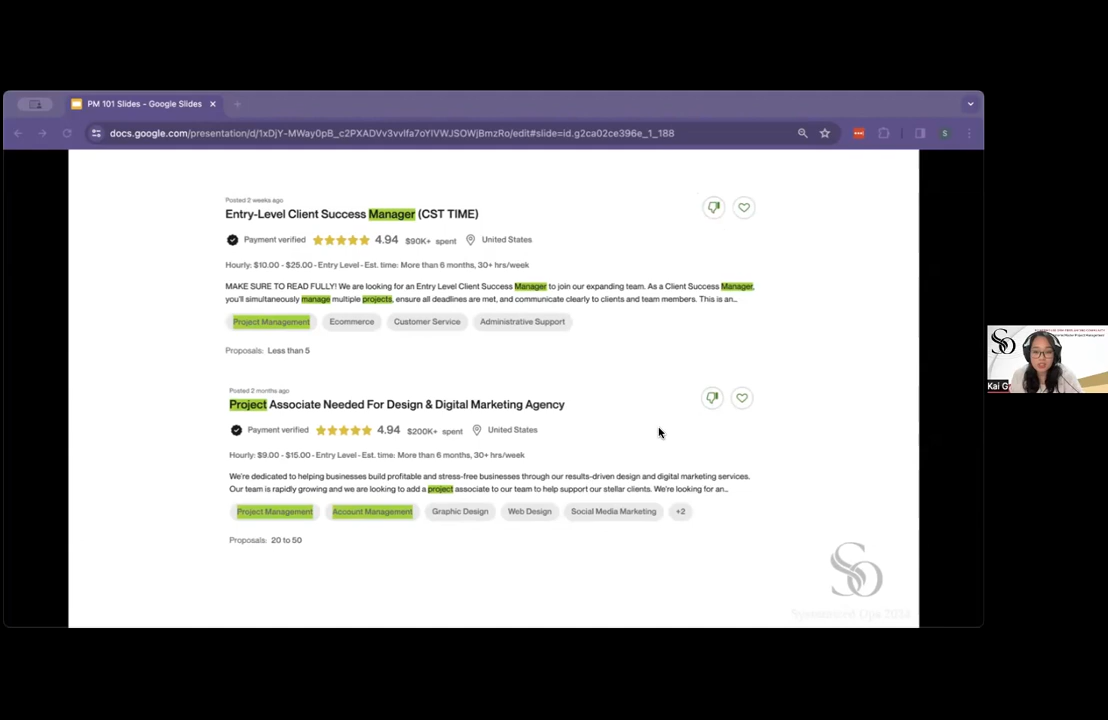 PM 101 Slides - Google Slides
docs.google.com/presentation/d/1xDjY-MWay0pB_c2PXADVv3vvlfa7oYlVWJSOWjBmzRo/edit#slide=id.g2ca02ce396e_1_188
S
Posted 2 weeks ago
Entry-Level Client Success Manager (CST TIME)
Payment verified 4.94 $90K+ spent United States
Hourly: $10.00 - $25.00 - Entry Level - Est. time: More than 6 months, 30+ hrs/week
MAKE SURE TO READ FULLY! We are looking for an Entry Level Client Success Manager to join our expanding team. As a Client Success Manager,
you'll simultaneously manage multiple projects, ensure all deadlines are met, and communicate clearly to clients and team members. This is an...
Project Management Ecommerce Customer Service Administrative Support
Proposals: Less than 5
Posted 2 months ago
Project Associate Needed For Design & Digital Marketing Agency
Payment verified 4.94 $200K+ spent United States
Hourly: $9.00 - $15.00 - Entry Level - Est. time: More than 6 months, 30+ hrs/week
We're dedicated to helping businesses build profitable and stress-free businesses through our results-driven design and digital marketing services.
Our team is rapidly growing and we are looking to add a project associate to our team to help support our stellar clients. We're looking for an...
Project Management Account Management Graphic Design Web Design Social Media Marketing +2
Proposals: 20 to 50
SO
2024
SO
Kai G